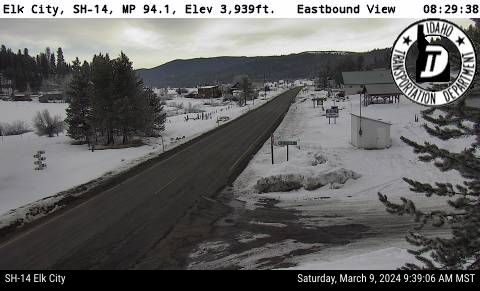 Elk City, SH-14, MP 94.1, Elev 3,939ft. Eastbound View 08:29:38
IDAHO
TRANSPORTATION DEPARTMENT
SH-14 Elk City Saturday, March 9, 2024 9:39:06 AM MST